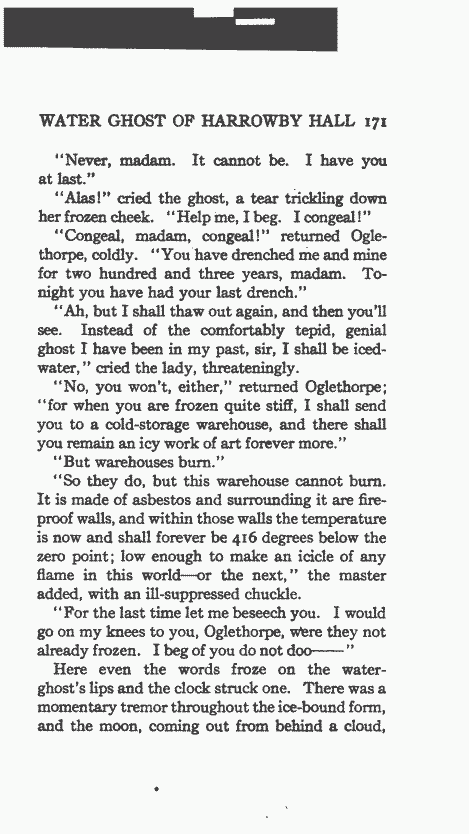 WATER GHOST OF HARROWBY HALL 171
"Never, madam. It cannot be. I have you
at last."
"Alas!" cried the ghost, a tear trickling down
her frozen cheek. "Help me, I beg. I congeal!"
"Congeal, madam, congeal!" returned Ogle-
thorpe, coldly. "You have drenched me and mine
for two hundred and three years, madam. To-
night you have had your last drench."
"Ah, but I shall thaw out again, and then you'll
see. Instead of the comfortably tepid, genial
ghost I have been in my past, sir, I shall be iced-
water," cried the lady, threateningly.
"No, you won't, either," returned Oglethorpe;
"for when you are frozen quite stiff, I shall send
you to a cold-storage warehouse, and there shall
you remain an icy work of art forever more."
"But warehouses burn."
"So they do, but this warehouse cannot burn.
It is made of asbestos and surrounding it are fire-
proof walls, and within those walls the temperature
is now and shall forever be 416 degrees below the
zero point; low enough to make an icicle of any
flame in this world—or the next," the master
added, with an ill-suppressed chuckle.
"For the last time let me beseech you. I would
go on my knees to you, Oglethorpe, were they not
already frozen. I beg of you do not doo——"
Here even the words froze on the water-
ghost's lips and the clock struck one. There was a
momentary tremor throughout the ice-bound form,
and the moon, coming out from behind a cloud,